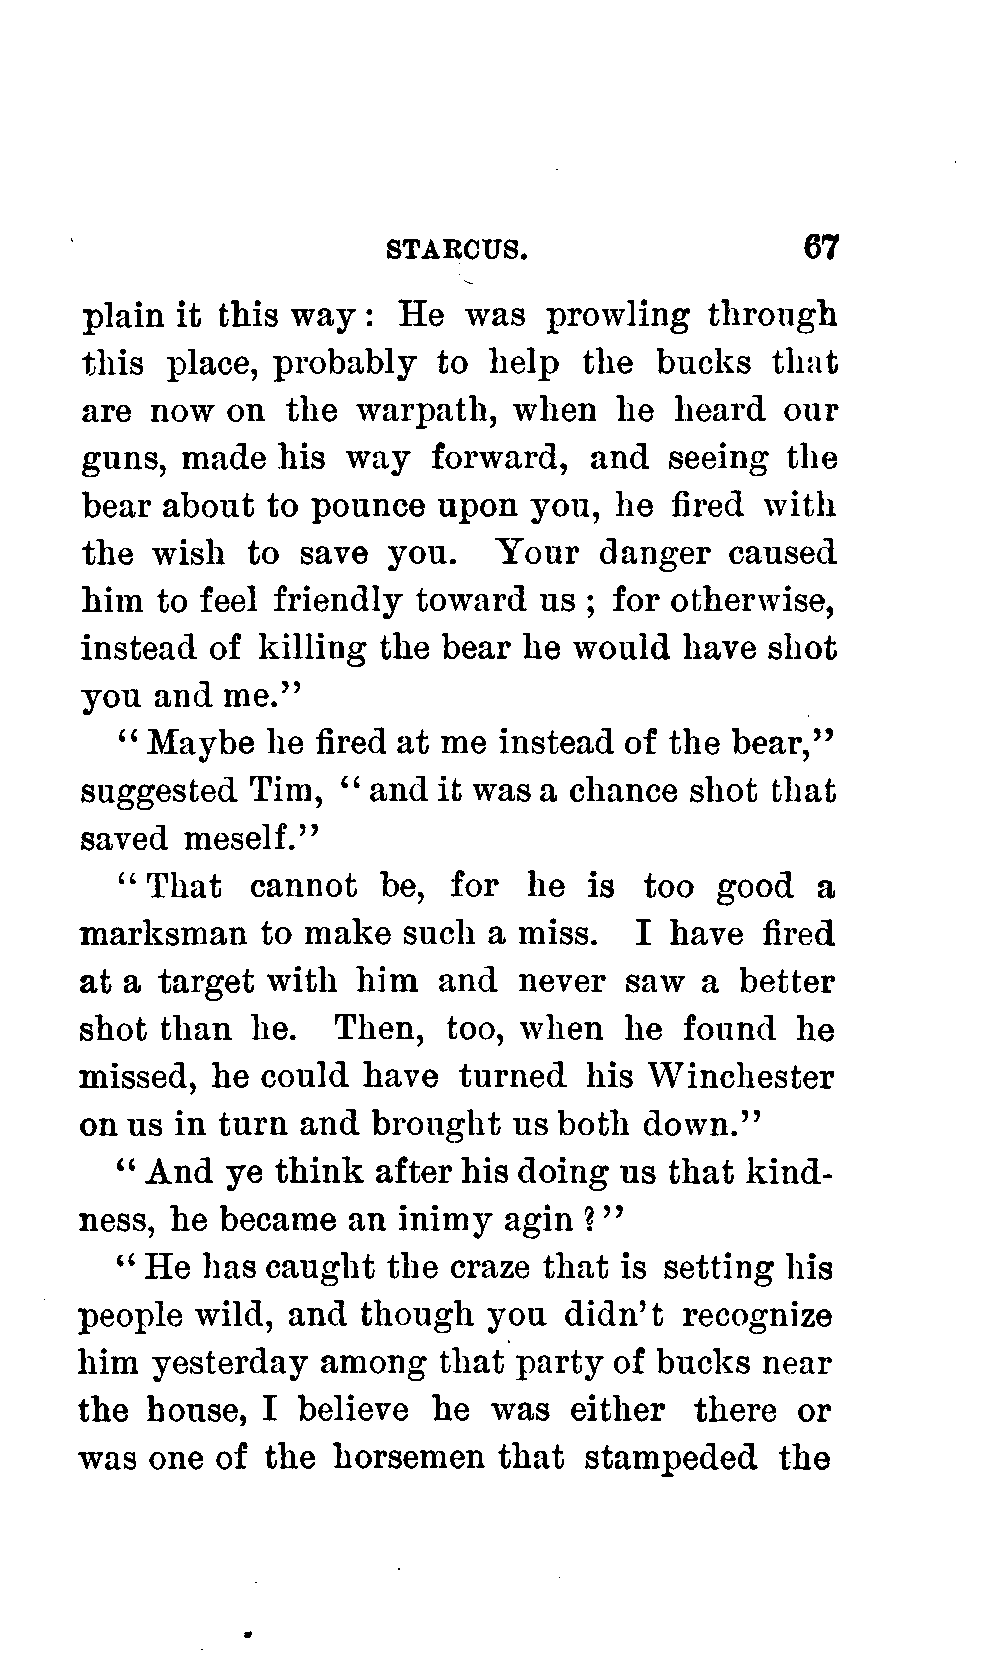 STARCUS. 67
plain it this way : He was prowling through
this place, probably to help the bucks that
are now on the warpath, when he heard our
guns, made his way forward, and seeing the
bear about to pounce upon you, he fired with
the wish to save you. Your danger caused
him to feel friendly toward us ; for otherwise,
instead of killing the bear he would have shot
you and me.”
“ Maybe he fired at me instead of the bear,”
suggested Tim, “ and it was a chance shot that
saved meself.”
“ That cannot be, for he is too good a
marksman to make such a miss. I have fired
at a target with him and never saw a better
shot than he. Then, too, when he found he
missed, he could have turned his Winchester
on us in turn and brought us both down.”
“ And ye think after his doing us that kind-
ness, he became an inimy agin ? ”
“ He has caught the craze that is setting his
people wild, and though you didn’t recognize
him yesterday among that party of bucks near
the house, I believe he was either there or
was one of the horsemen that stampeded the